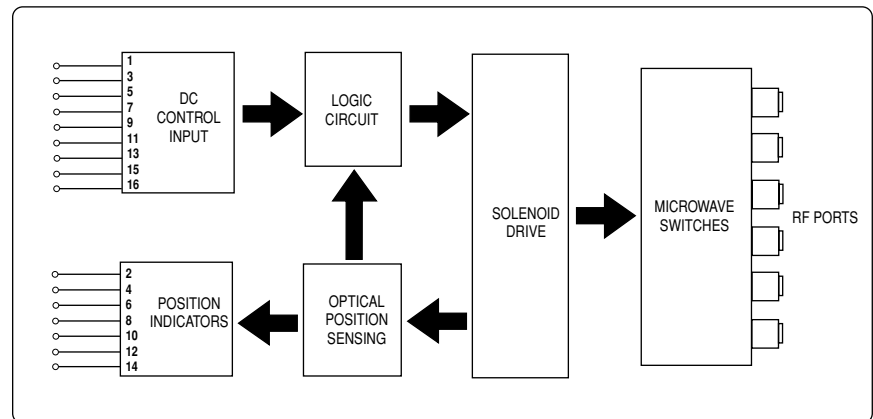 1
3
5
7
9
11
13
15
16
DC
CONTROL
INPUT
LOGIC
CIRCUIT
SOLENOID
DRIVE
MICROWAVE
SWITCHES
RF PORTS
2
4
6
8
10
12
14
POSITION
INDICATORS
OPTICAL
POSITION
SENSING